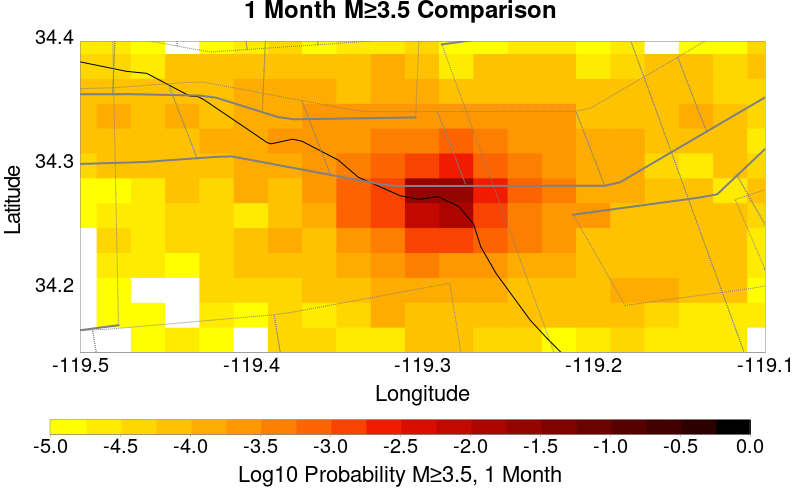 1 Month M≥3.5 Comparison
34.4
34.3
34.2
Latitude
-119.5 -119.4 -119.3 -119.2 -119.1
Longitude
-5.0 -4.5 -4.0 -3.5 -3.0 -2.5 -2.0 -1.5 -1.0 -0.5 0.0
Log10 Probability M≥3.5, 1 Month